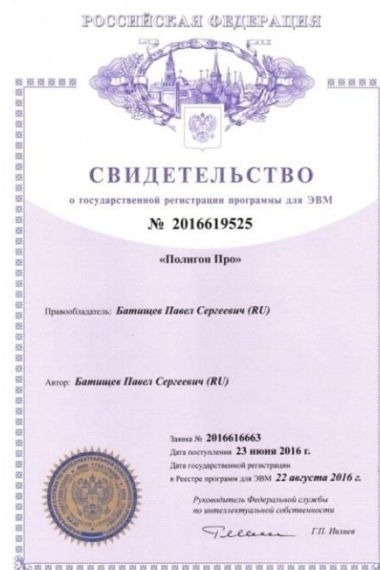 РОССИЙСКАЯ ФЕДЕРАЦИЯ
СВИДЕТЕЛЬСТВО
о государственной регистрации программы для ЭВМ
№ 2016619525
«Полигон Про»
Правообладатель: Батищев Павел Сергеевич (RU)
Автор: Батищев Павел Сергеевич (RU)
Заявка № 2016616663
Дата поступления 23 июня 2016 г.
Дата государственной регистрации
в Реестре программ для ЭВМ 22 августа 2016 г.
Руководитель Федеральной службы
по интеллектуальной собственности
Г.П. Ивлиев